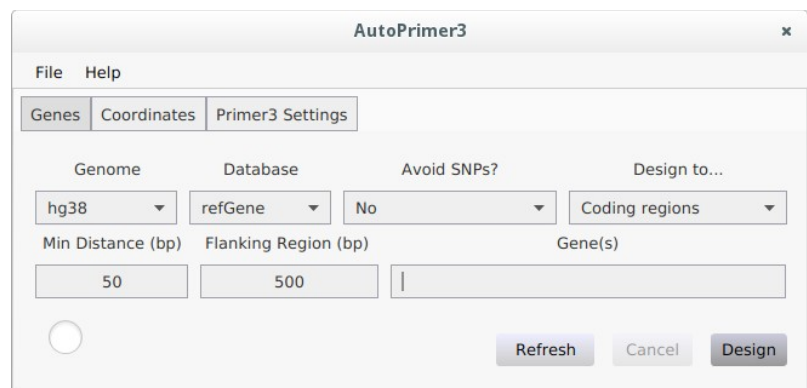 AutoPrimer3 ×
File Help
Genes Coordinates Primer3 Settings
Genome Database Avoid SNPs? Design to...
hg38 refGene No Coding regions
Min Distance (bp) Flanking Region (bp) Gene(s)
50 500
Refresh Cancel Design